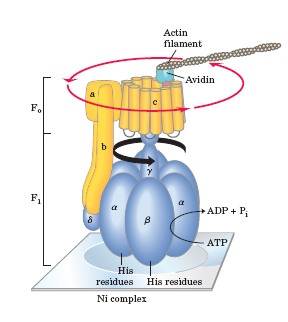 Actin
filament
Avidin
a
c
Fₒ
b
γ
F₁
α
β
α
δ
ADP + Pᵢ
ATP
His
residues
His residues
Ni complex